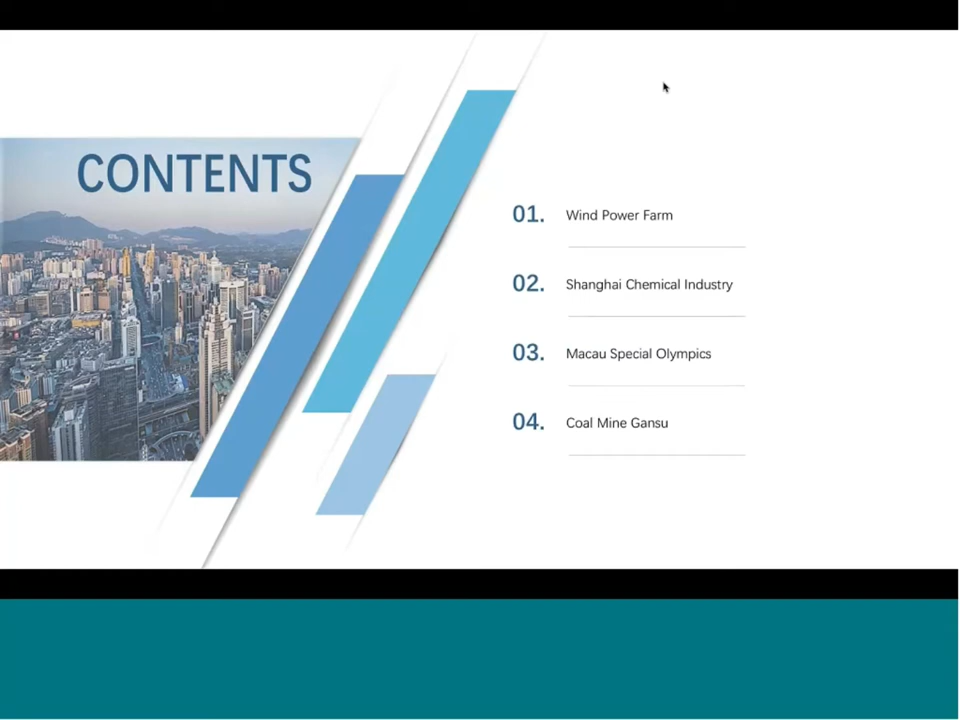 CONTENTS
01. Wind Power Farm
02. Shanghai Chemical Industry
03. Macau Special Olympics
04. Coal Mine Gansu